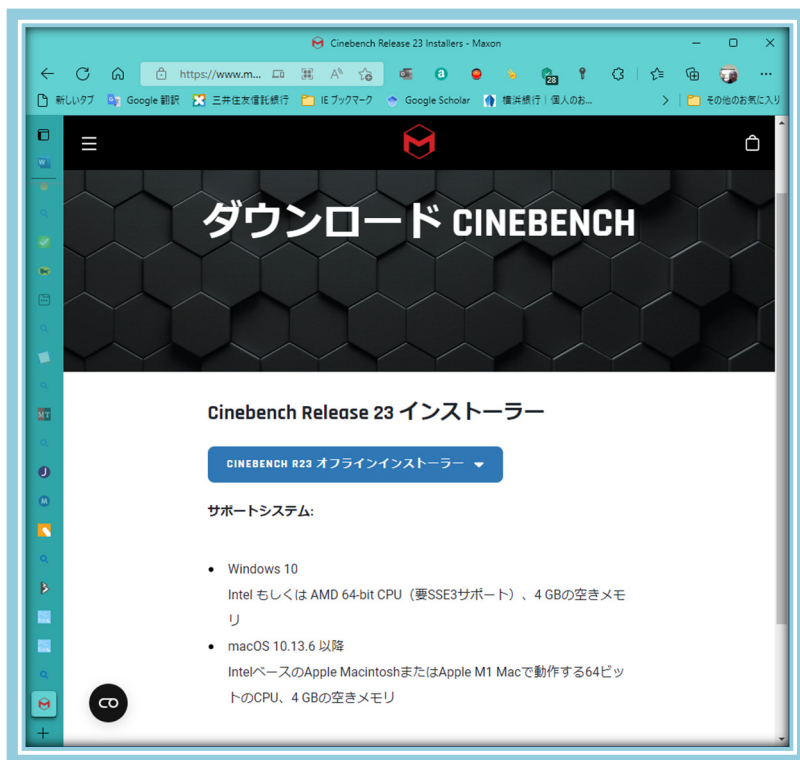 Cinebench Release 23 Installers - Maxon
https://www.m...
28
新しいタブ Google 翻訳 三井住友信託銀行 IE ブックマーク Google Scholar 横浜銀行 | 個人のお... その他のお気に入り
ダウンロード CINEBENCH
Cinebench Release 23 インストーラー
CINEBENCH R23 オフラインインストーラー
サポートシステム:
• Windows 10
Intel もしくは AMD 64-bit CPU（要SSE3サポート）、4 GBの空きメモ
リ
• macOS 10.13.6 以降
IntelベースのApple MacintoshまたはApple M1 Macで動作する64ビッ
トのCPU、4 GBの空きメモリ